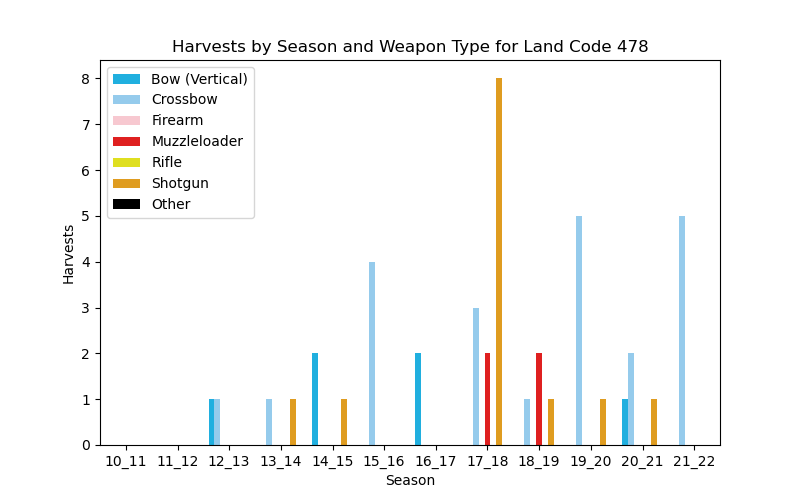 Harvests by Season and Weapon Type for Land Code 478
Bow (Vertical)
Crossbow
Firearm
Muzzleloader
Rifle
Shotgun
Other
8
7
6
5
4
3
2
1
0
Harvests
10_11 11_12 12_13 13_14 14_15 15_16 16_17 17_18 18_19 19_20 20_21 21_22
Season